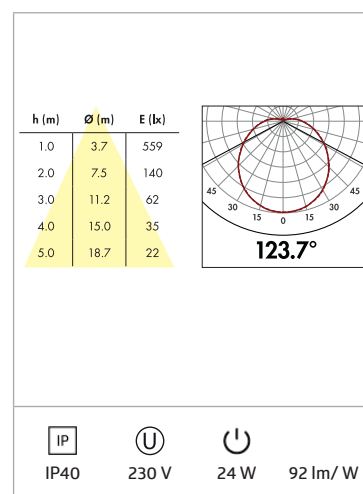 h (m) Ø (m) E (lx)
1.0 3.7 559
2.0 7.5 140
3.0 11.2 62
4.0 15.0 35
5.0 18.7 22
45 30 15 0 15 30 45
123.7°
IP U
IP40 230 V 24 W 92 lm/ W